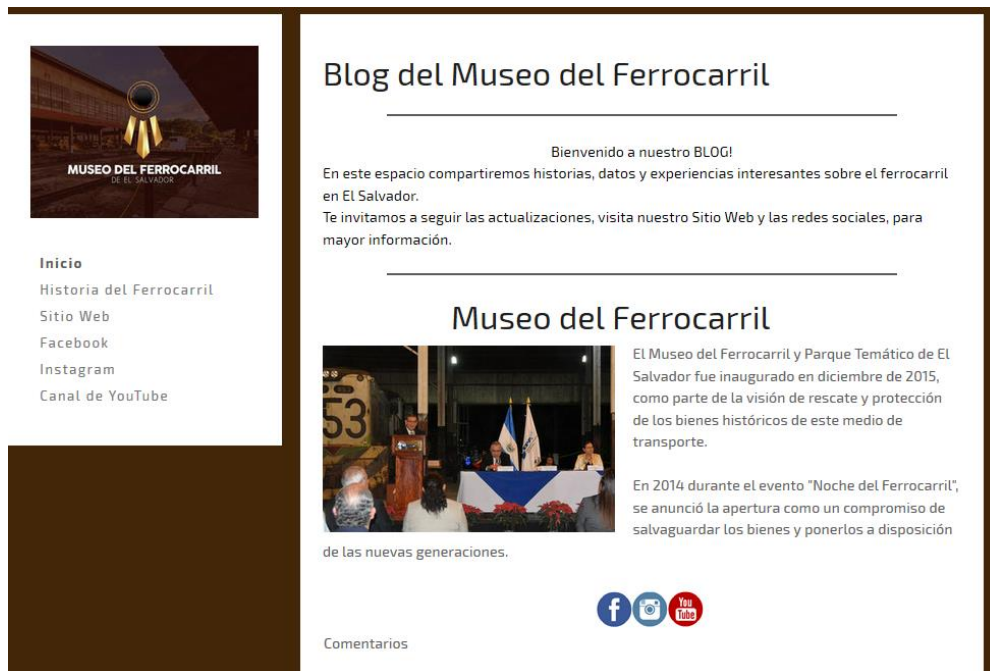 MUSEO DEL FERROCARRIL
DE EL SALVADOR
Inicio
Historia del Ferrocarril
Sitio Web
Facebook
Instagram
Canal de YouTube
Blog del Museo del Ferrocarril
Bienvenido a nuestro BLOG!
En este espacio compartiremos historias, datos y experiencias interesantes sobre el ferrocarril
en El Salvador.
Te invitamos a seguir las actualizaciones, visita nuestro Sitio Web y las redes sociales, para
mayor información.
Museo del Ferrocarril
53
El Museo del Ferrocarril y Parque Temático de El
Salvador fue inaugurado en diciembre de 2015,
como parte de la visión de rescate y protección
de los bienes históricos de este medio de
transporte.
En 2014 durante el evento "Noche del Ferrocarril",
se anunció la apertura como un compromiso de
salvaguardar los bienes y ponerlos a disposición
de las nuevas generaciones.
f
You
Tube
Comentarios